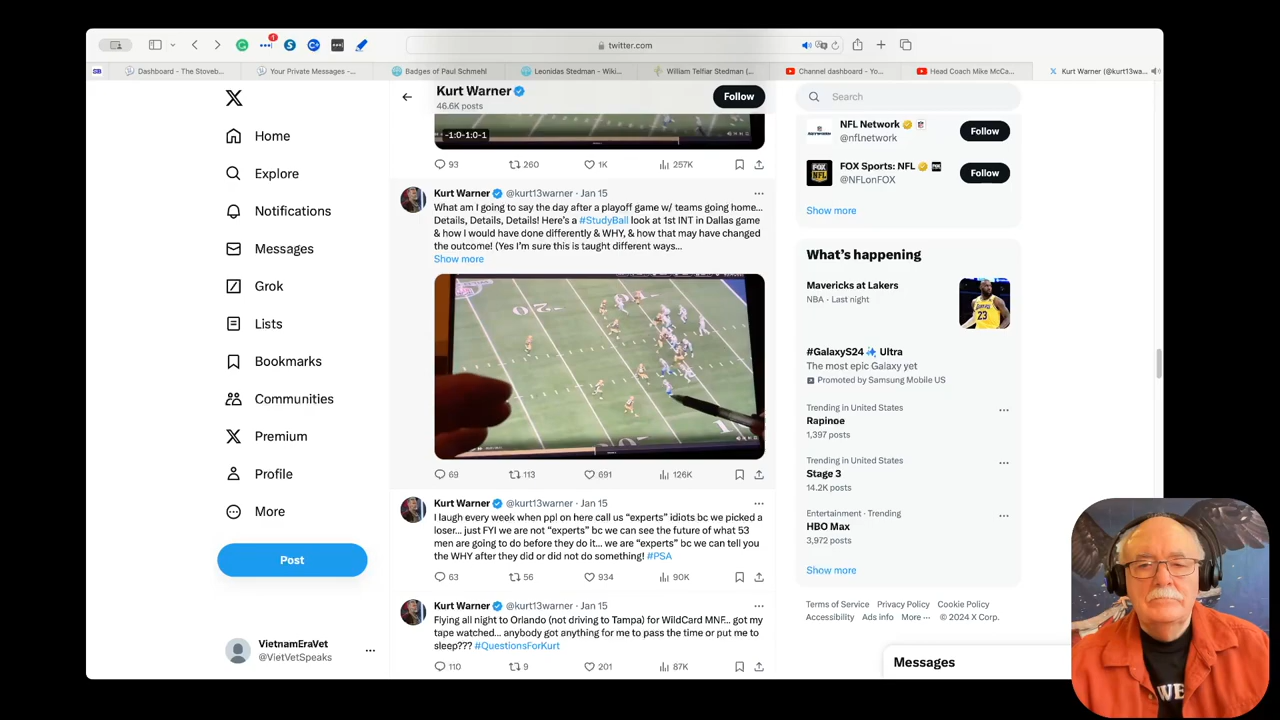 1
twitter.com
SB
Dashboard - The Stoveb...
Your Private Messages -...
Badges of Paul Schmehl
Leonidas Stedman - Wiki...
William Telfiar Stedman (...
Channel dashboard - Yo...
Head Coach Mike McCa...
Kurt Warner (@kurt13wa...
Kurt Warner
46.6K posts
Follow
Search
Home
Explore
Notifications
Messages
Grok
Lists
Bookmarks
Communities
Premium
Profile
More
Post
VietnamEraVet
@VietVetSpeaks
-1:0-1:0-1
93 260 1K 257K
Kurt Warner @kurt13warner · Jan 15
What am I going to say the day after a playoff game w/ teams going home...
Details, Details, Details! Here's a #StudyBall look at 1st INT in Dallas game
& how I would have done differently & WHY, & how that may have changed
the outcome! (Yes I'm sure this is taught different ways...
Show more
69 113 691 126K
Kurt Warner @kurt13warner · Jan 15
I laugh every week when ppl on here call us "experts" idiots bc we picked a
loser... just FYI we are not "experts" bc we can see the future of what 53
men are going to do before they do it... we are "experts" bc we can tell you
the WHY after they did or did not do something! #PSA
63 56 934 90K
Kurt Warner @kurt13warner · Jan 15
Flying all night to Orlando (not driving to Tampa) for WildCard MNF... got my
tape watched... anybody got anything for me to pass the time or put me to
sleep??? #QuestionsForKurt
110 9 201 87K
NFL Network
@nflnetwork
Follow
FOX Sports: NFL
@NFLonFOX
Follow
Show more
What's happening
Mavericks at Lakers
NBA · Last night
23
#GalaxyS24 Ultra
The most epic Galaxy yet
Promoted by Samsung Mobile US
Trending in United States
Rapinoe
1,397 posts
Trending in United States
Stage 3
14.2K posts
Entertainment · Trending
HBO Max
3,972 posts
Show more
Terms of Service Privacy Policy Cookie Policy
Accessibility Ads info More ··· © 2024 X Corp.
Messages